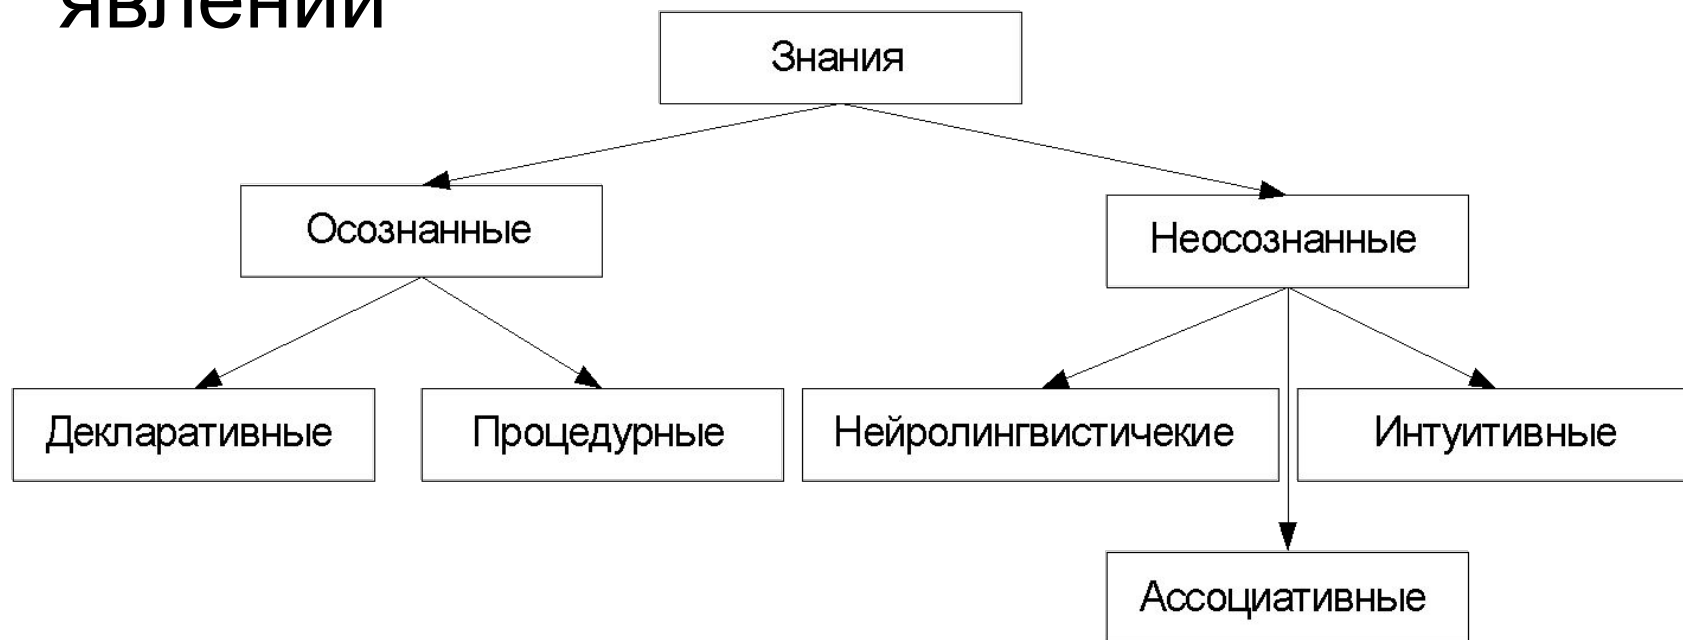 явлений
Знания
Осознанные
Неосознанные
Декларативные
Процедурные
Нейролингвистичекие
Интуитивные
Ассоциативные